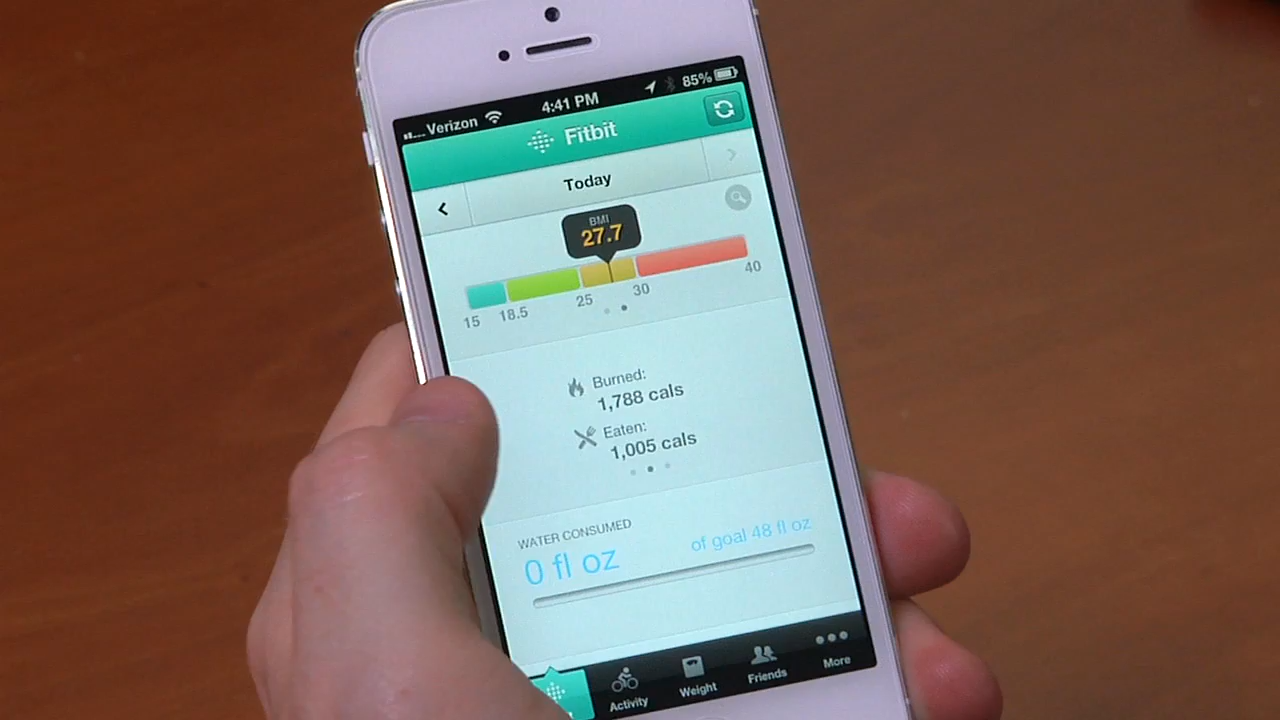 ... Verizon 4:41 PM 85%
Fitbit
Today
BMI
27.7
15 18.5 25 30 40
Burned:
1,788 cals
Eaten:
1,005 cals
WATER CONSUMED
0 fl oz of goal 48 fl oz
Activity Weight Friends More